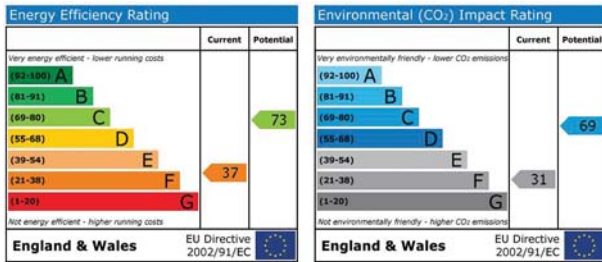 Energy Efficiency Rating
Current Potential
Very energy efficient - lower running costs
(92-100) A
(81-91) B
(69-80) C
73
(55-68) D
(39-54) E
(21-38) F
37
(1-20) G
Not energy efficient - higher running costs
England & Wales
EU Directive
2002/91/EC
Environmental (CO₂) Impact Rating
Current Potential
Very environmentally friendly - lower CO₂ emissions
(92-100) A
(81-91) B
(69-80) C
69
(55-68) D
(39-54) E
(21-38) F
31
(1-20) G
Not environmentally friendly - higher CO₂ emissions
England & Wales
EU Directive
2002/91/EC